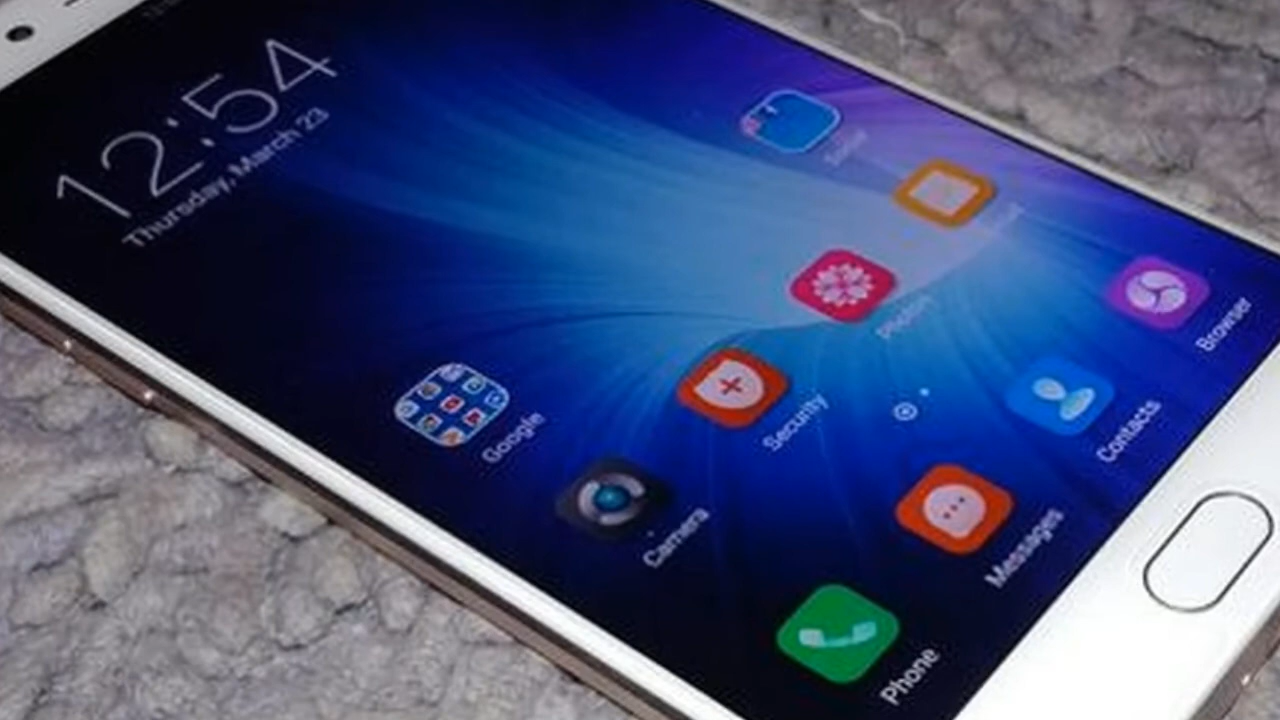 12:54
Thursday, March 23
Google
Camera
Security
Phone
Messages
Contacts
Browser